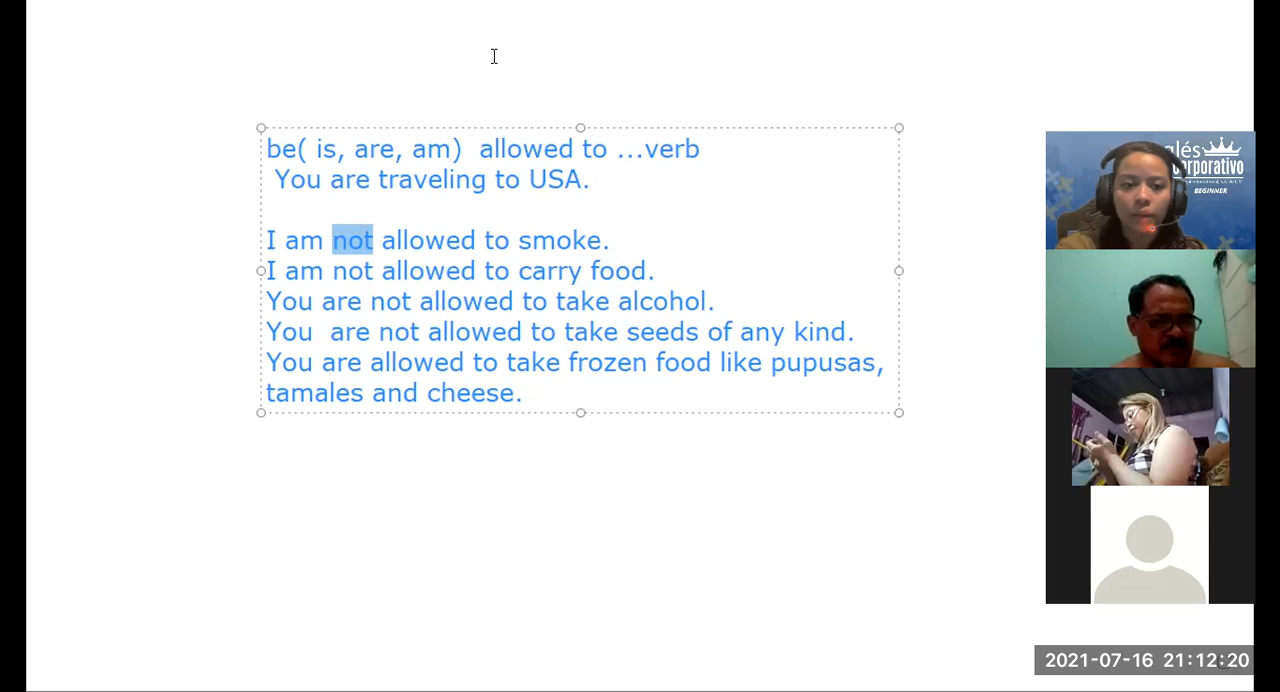 be( is, are, am)  allowed to ...verb
You are traveling to USA.
I am not allowed to smoke.
I am not allowed to carry food.
You are not allowed to take alcohol.
You  are not allowed to take seeds of any kind.
You are allowed to take frozen food like pupusas,
tamales and cheese.
glés
rporativo
BEGINNER
2021-07-16  21:12:20